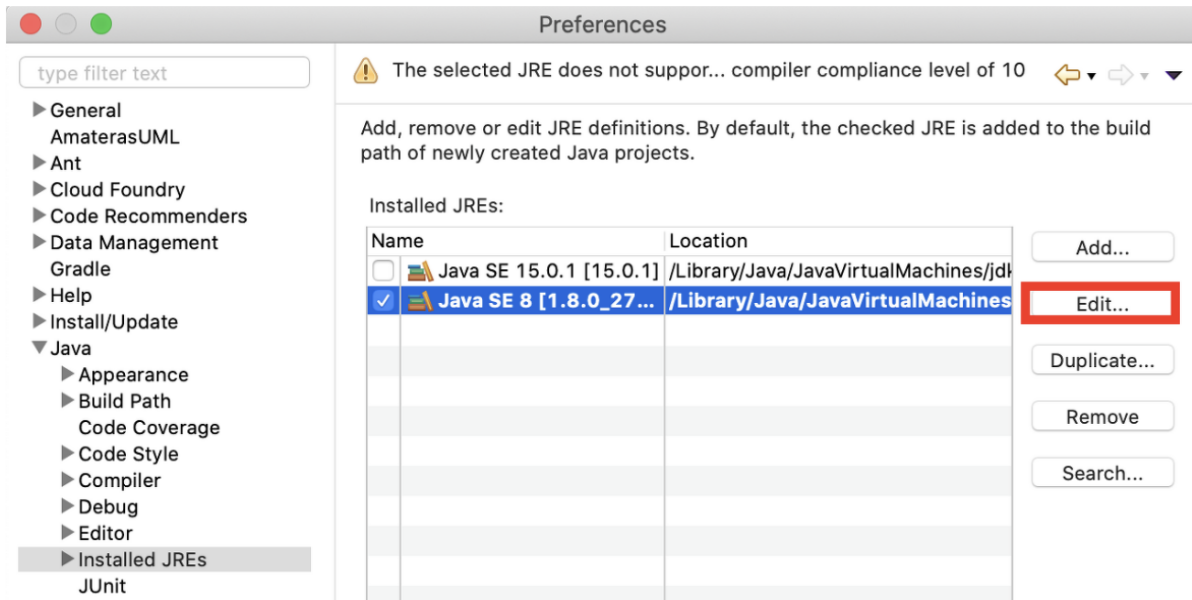 Preferences
type filter text
General
AmaterasUML
Ant
Cloud Foundry
Code Recommenders
Data Management
Gradle
Help
Install/Update
Java
Appearance
Build Path
Code Coverage
Code Style
Compiler
Debug
Editor
Installed JREs
JUnit
The selected JRE does not suppor... compiler compliance level of 10
Add, remove or edit JRE definitions. By default, the checked JRE is added to the build
path of newly created Java projects.
Installed JREs:
Name Location
Java SE 15.0.1 [15.0.1] /Library/Java/JavaVirtualMachines/jdk
Java SE 8 [1.8.0_27... /Library/Java/JavaVirtualMachines
Add...
Edit...
Duplicate...
Remove
Search...